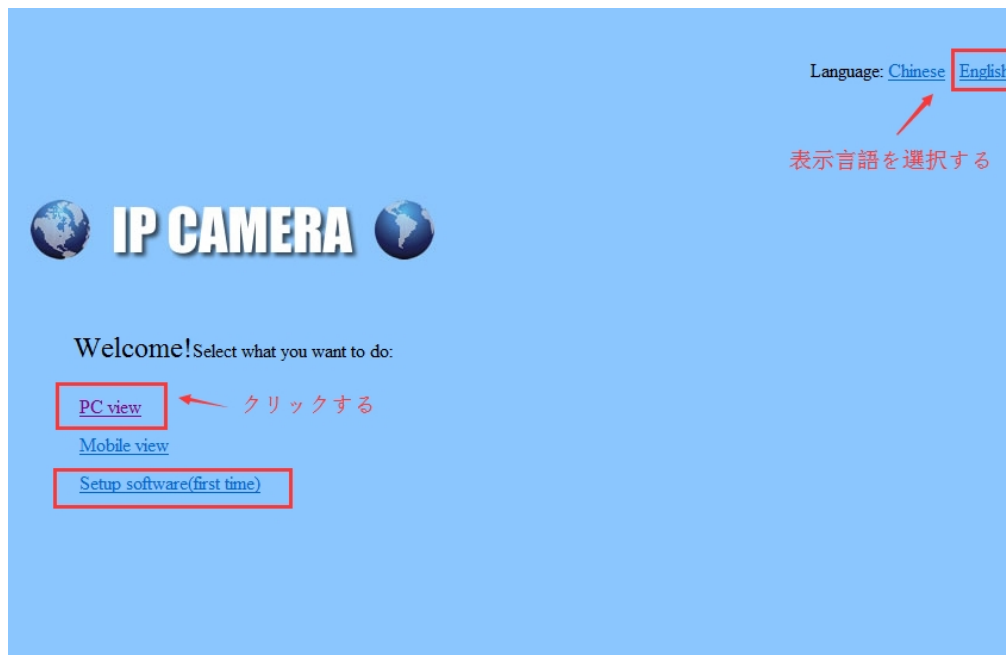 Language: Chinese English
表示言語を選択する
IP CAMERA
Welcome!Select what you want to do:
PC view
クリックする
Mobile view
Setup software(first time)